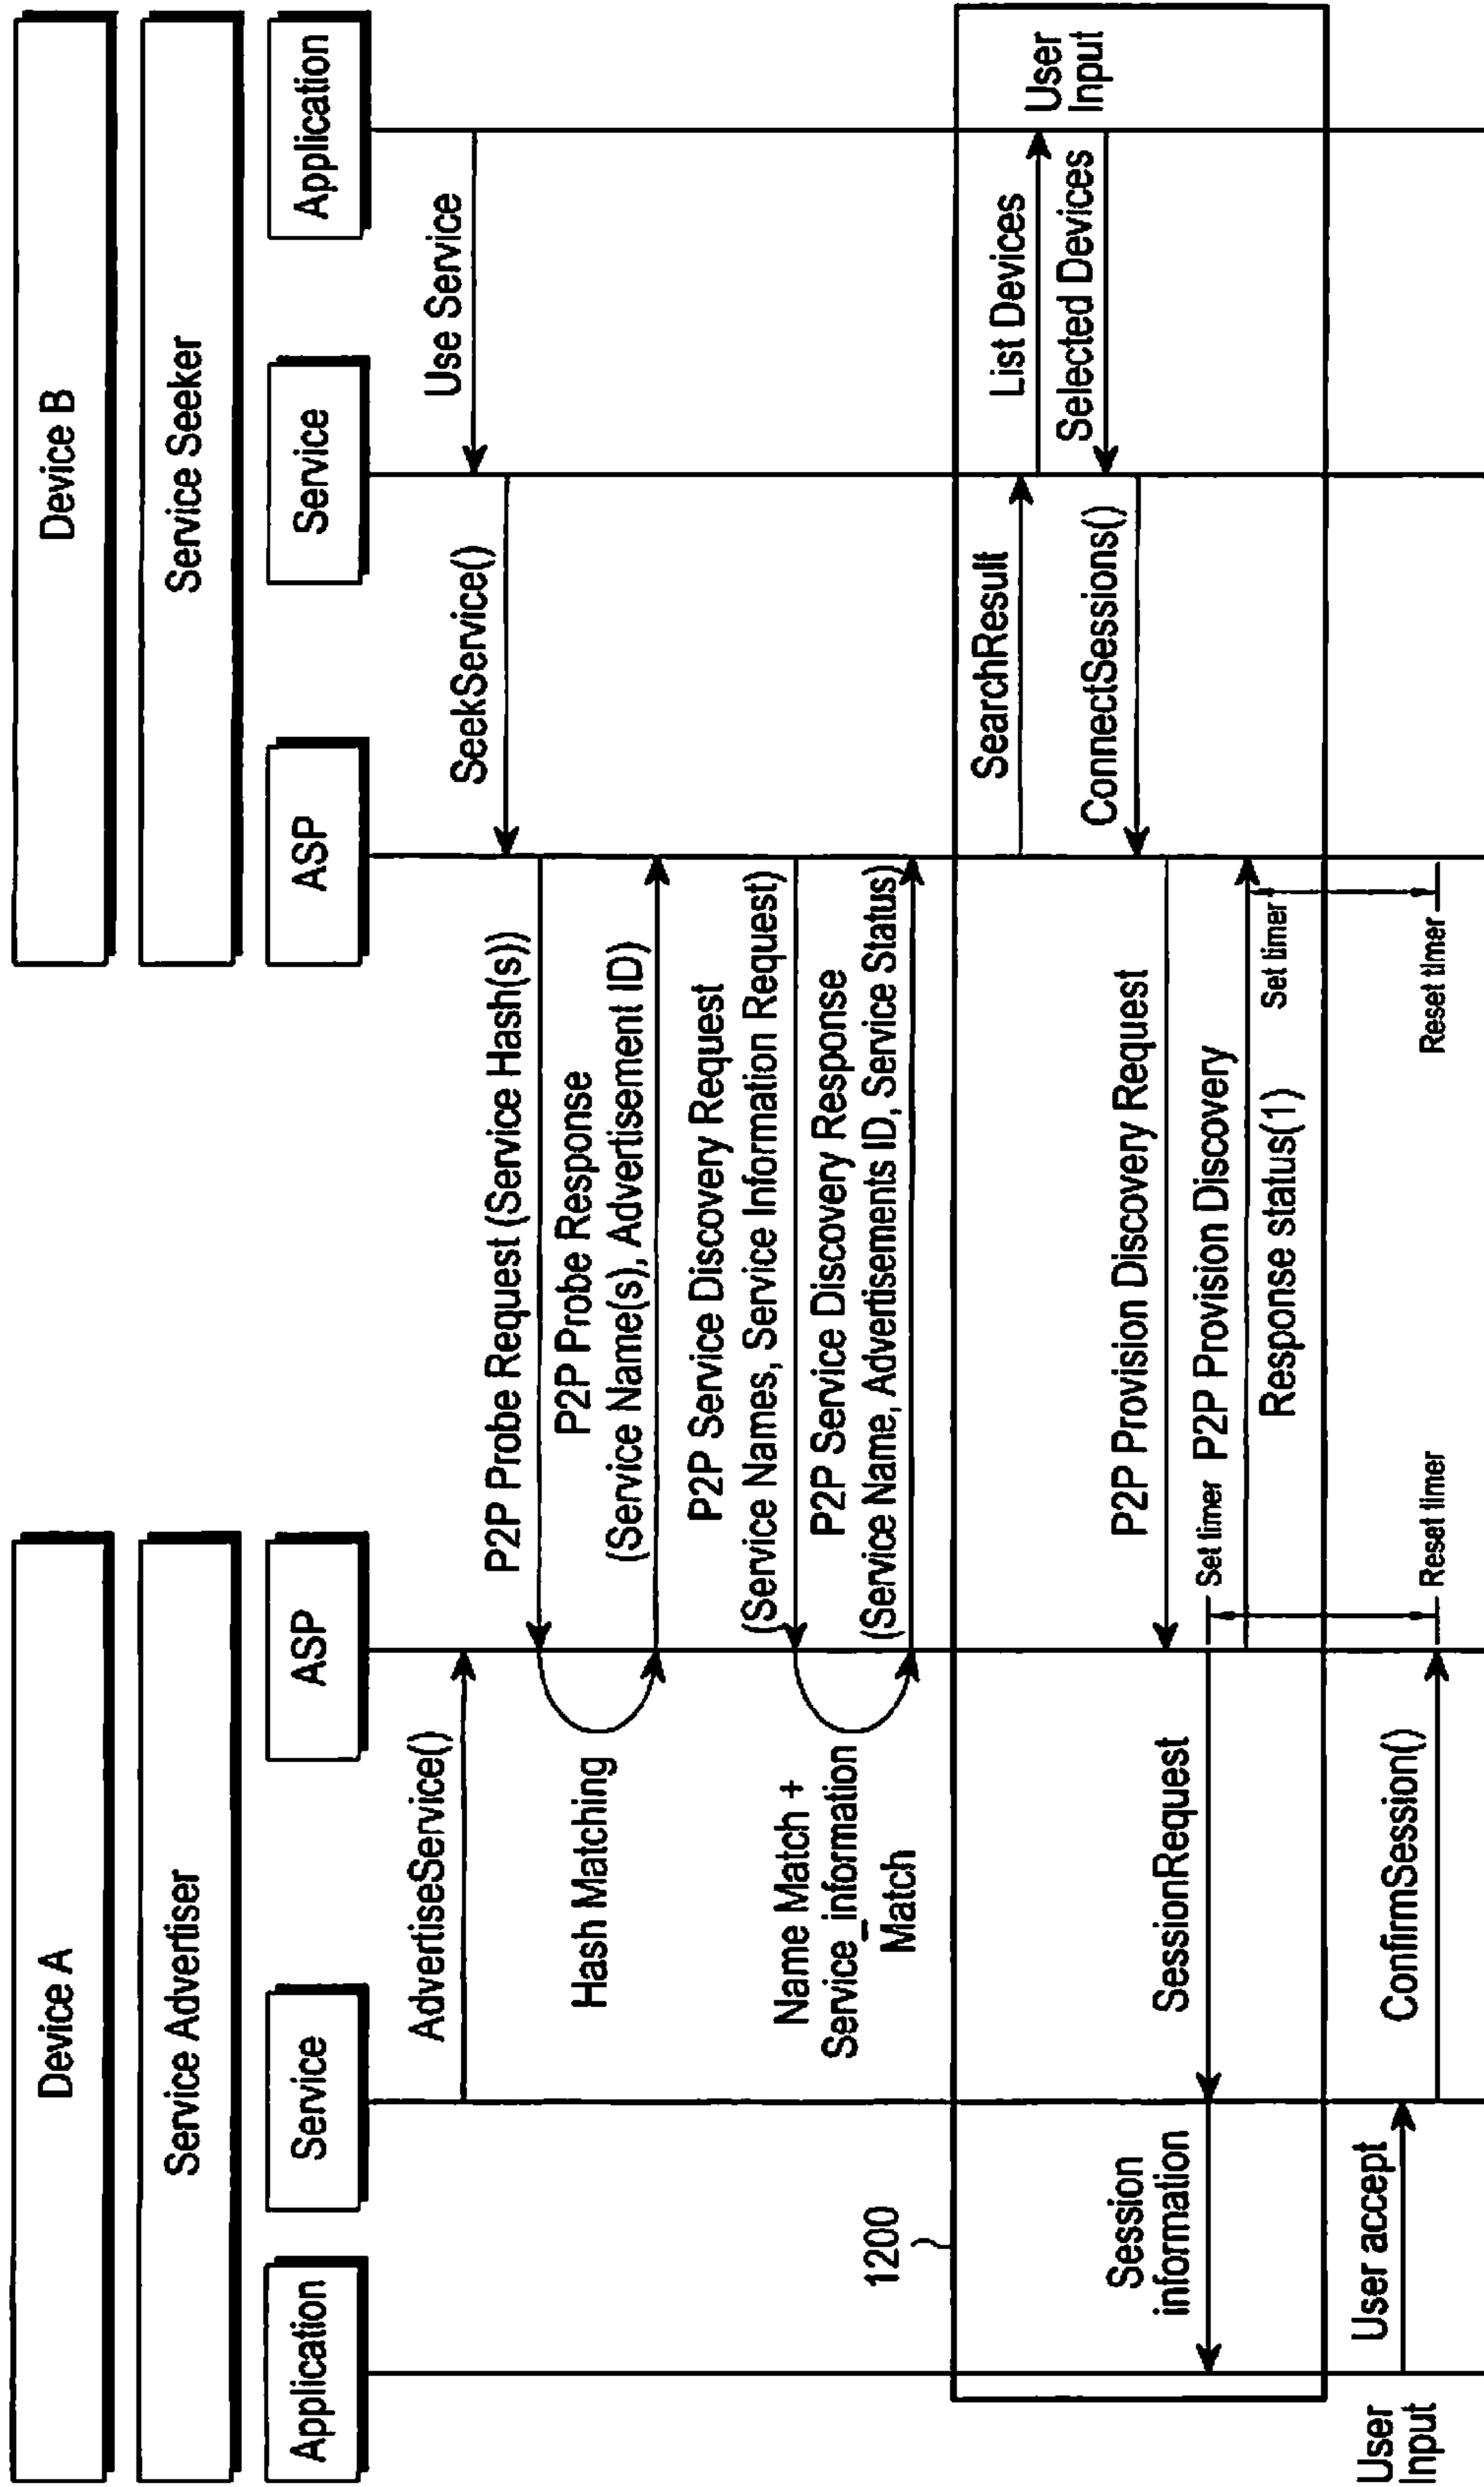 Device A
Device B
Service Advertiser
Service Seeker
Application
Service
ASP
ASP
Service
Application
AdvertiseService()
Use Service
SeekService()
P2P Probe Request (Service Hash(s))
Hash Matching
P2P Probe Response
(Service Name(s), Advertisement ID)
P2P Service Discovery Request
(Service Names, Service Information Request)
Name Match +
Service_information
Match
P2P Service Discovery Response
(Service Name, Advertisements ID, Service Status)
1200
SearchResult
List Devices
User
Input
Selected Devices
ConnectSessions()
P2P Provision Discovery Request
Session
information
SessionRequest
Set timer
P2P Provision Discovery
Response status(1)
Set timer
User
Input
User accept
ConfirmSession()
Reset timer
Reset timer